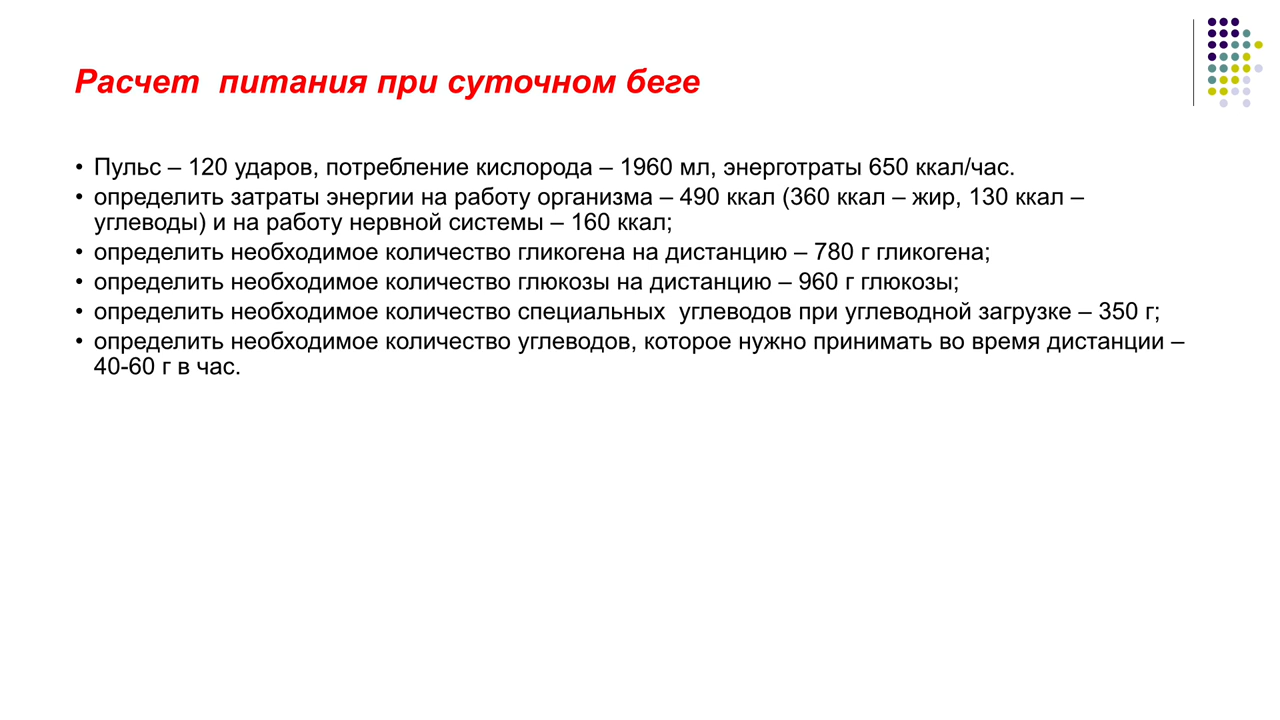 Расчет  питания при суточном беге
• Пульс – 120 ударов, потребление кислорода – 1960 мл, энерготраты 650 ккал/час.
• определить затраты энергии на работу организма – 490 ккал (360 ккал – жир, 130 ккал –
углеводы) и на работу нервной системы – 160 ккал;
• определить необходимое количество гликогена на дистанцию – 780 г гликогена;
• определить необходимое количество глюкозы на дистанцию – 960 г глюкозы;
• определить необходимое количество специальных  углеводов при углеводной загрузке – 350 г;
• определить необходимое количество углеводов, которое нужно принимать во время дистанции –
40-60 г в час.